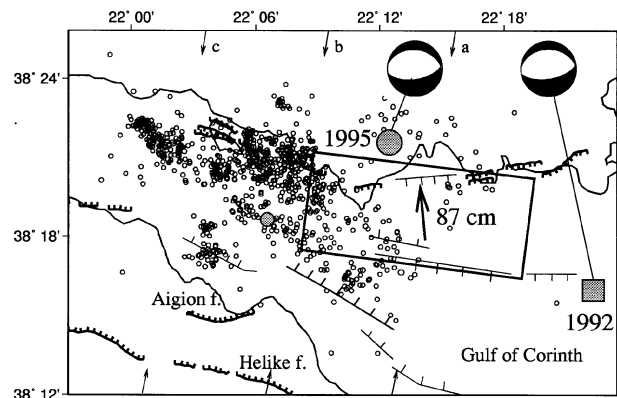 22° 00' 22° 06' 22° 12' 22° 18'
c b a
38° 24'
1995
87 cm
38° 18'
Aigion f.
1992
Helike f. Gulf of Corinth
38° 12'